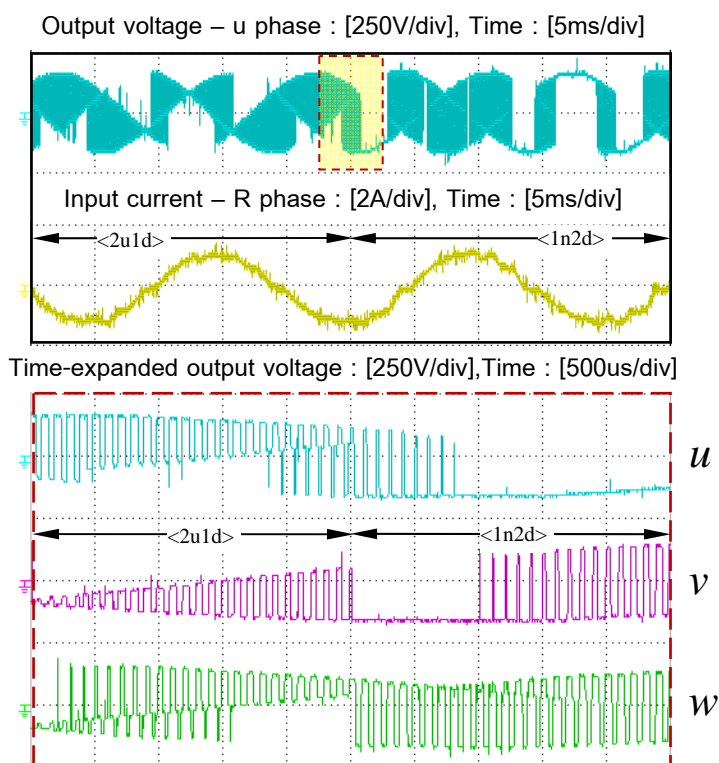 Output voltage – u phase : [250V/div], Time : [5ms/div]
Input current – R phase : [2A/div], Time : [5ms/div]
<2u1d> <1n2d>
Time-expanded output voltage : [250V/div],Time : [500us/div]
u
<2u1d> <1n2d>
v
w